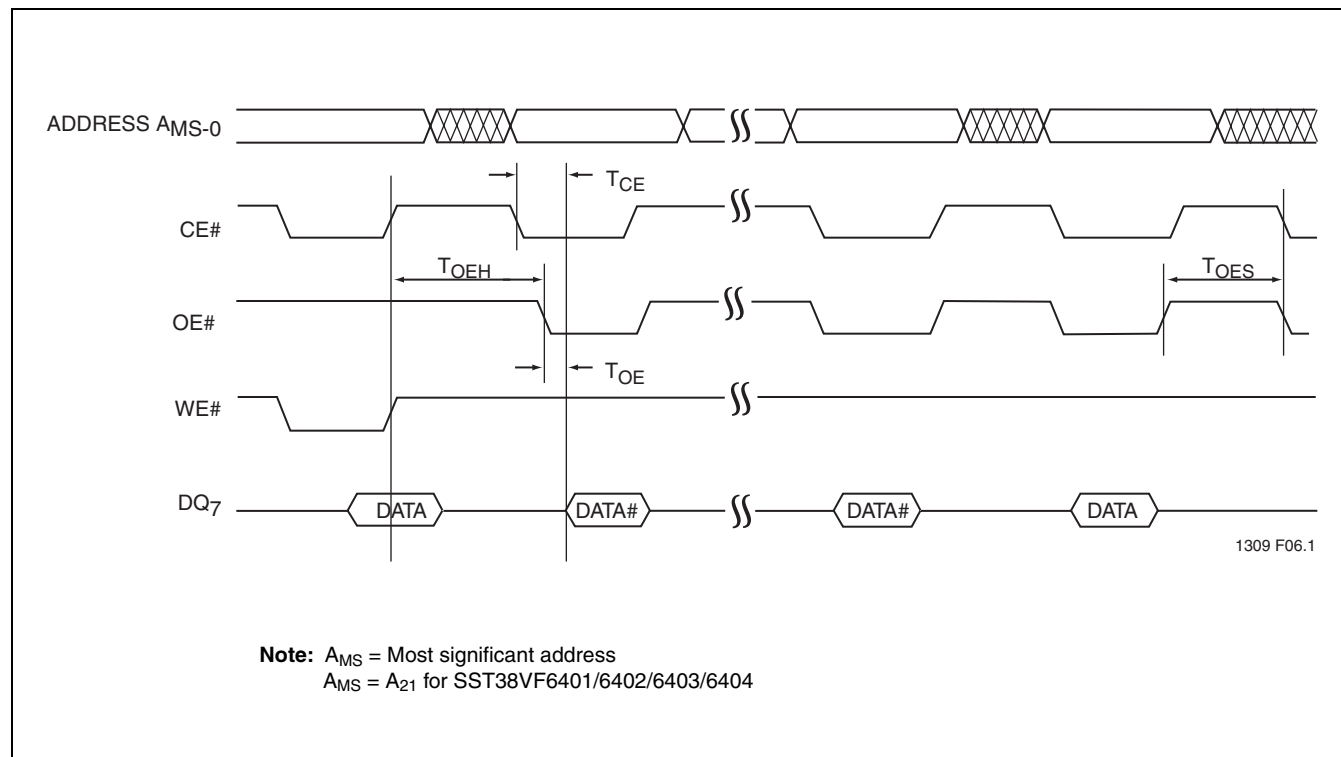 ADDRESS AMS-0
TCE
CE#
TOEH
TOES
OE#
TOE
WE#
DQ7
DATA
DATA#
DATA#
DATA
1309 F06.1
Note: AMS = Most significant address
AMS = A21 for SST38VF6401/6402/6403/6404